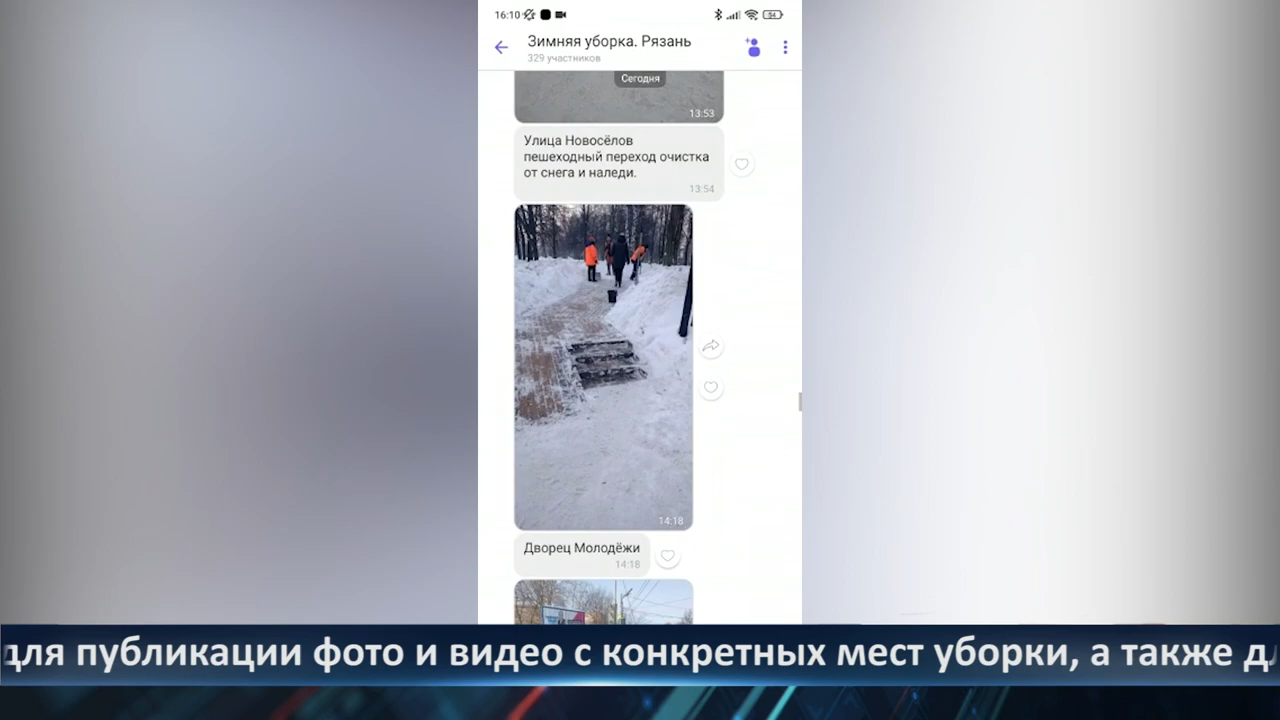 16:10
54
Зимняя уборка. Рязань
329 участников
Сегодня
13:53
Улица Новосёлов
пешеходный переход очистка
от снега и наледи.
13:54
14:18
Дворец Молодёжи
14:18
для публикации фото и видео с конкретных мест уборки, а также д